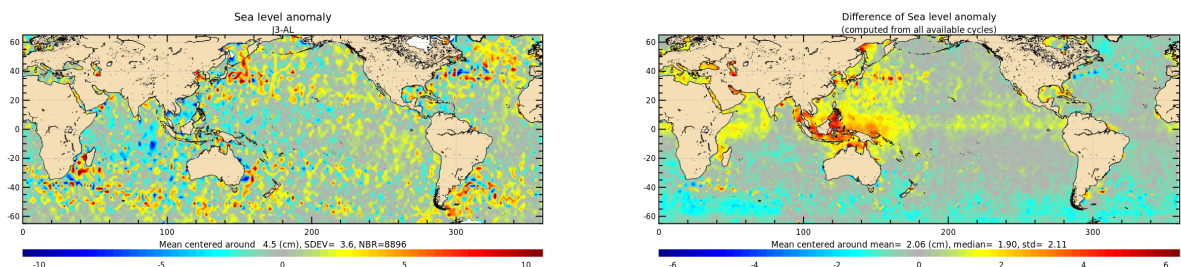 Sea level anomaly
J3-AL
60
40
20
0
-20
-40
-60
0 100 200 300
Mean centered around 4.5 (cm), SDEV= 3.6, NBR=8896
-10 -5 0 5 10
Difference of Sea level anomaly
(computed from all available cycles)
60
40
20
0
-20
-40
-60
0 100 200 300
Mean centered around mean= 2.06 (cm), median= 1.90, std= 2.11
-6 -4 -2 0 2 4 6